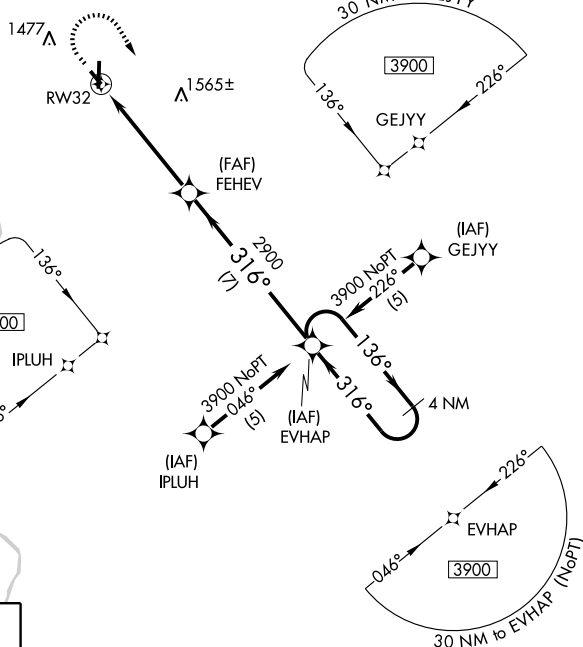 30 NM
1477
1565±
RW32
3900
136°
226°
GEJYY
(FAF)
FEHEV
2900
316°
(7)
(IAF)
GEJYY
3900 NoPT
226°
(5)
136°
00
IPLUH
136°
316°
4 NM
3900 NoPT
046°
(5)
(IAF)
EVHAP
(IAF)
IPLUH
226°
EVHAP
046°
3900
30 NM to EVHAP (NoPT)